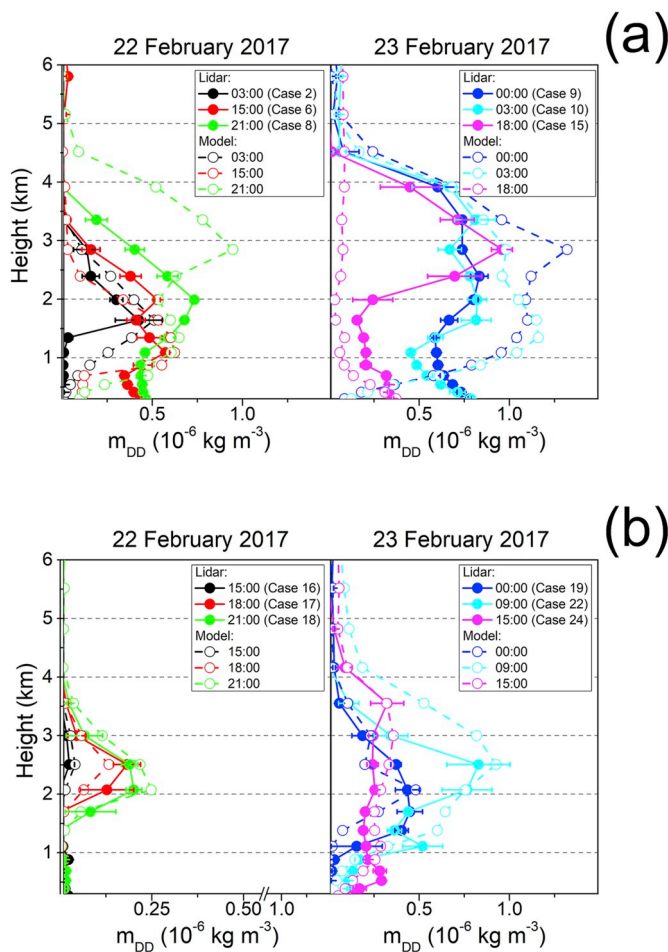 (a)
22 February 2017 23 February 2017
Lidar:
03:00 (Case 2)
15:00 (Case 6)
21:00 (Case 8)
Model:
03:00
15:00
21:00
Lidar:
00:00 (Case 9)
03:00 (Case 10)
18:00 (Case 15)
Model:
00:00
03:00
18:00
Height (km)
6
5
4
3
2
1
0.5 0.5 1.0
m_DD (10^-6 kg m^-3) m_DD (10^-6 kg m^-3)
(b)
22 February 2017 23 February 2017
Lidar:
15:00 (Case 16)
18:00 (Case 17)
21:00 (Case 18)
Model:
15:00
18:00
21:00
Lidar:
00:00 (Case 19)
09:00 (Case 22)
15:00 (Case 24)
Model:
00:00
09:00
15:00
Height (km)
6
5
4
3
2
1
0.25 0.50 1.0 0.5 1.0
m_DD (10^-6 kg m^-3) m_DD (10^-6 kg m^-3)